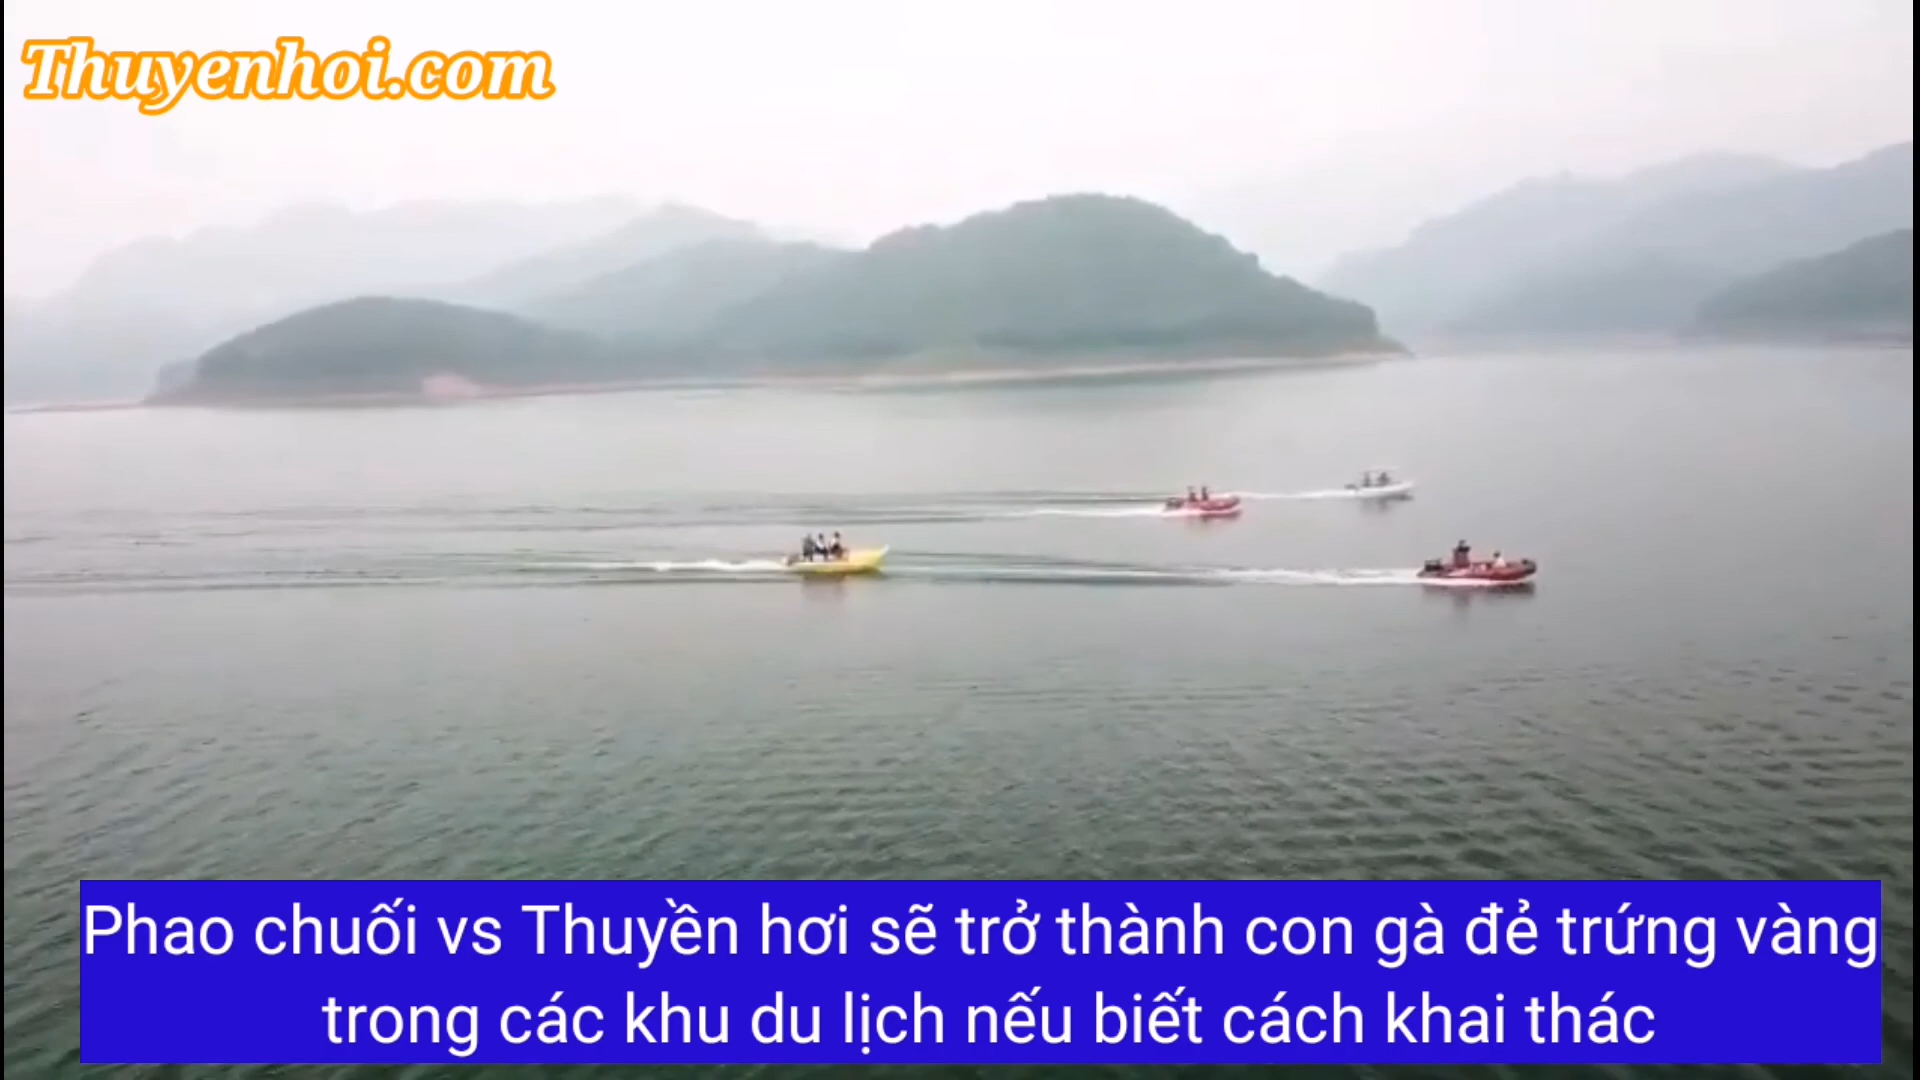 Thuyenhoi.com
Phao chuối vs Thuyền hơi sẽ trở thành con gà đẻ trứng vàng
trong các khu du lịch nếu biết cách khai thác